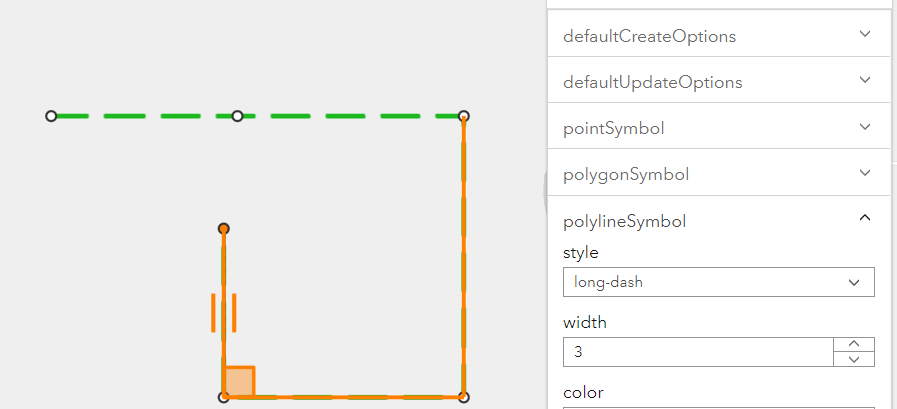 defaultCreateOptions
defaultUpdateOptions
pointSymbol
polygonSymbol
polylineSymbol
style
long-dash
width
3
color